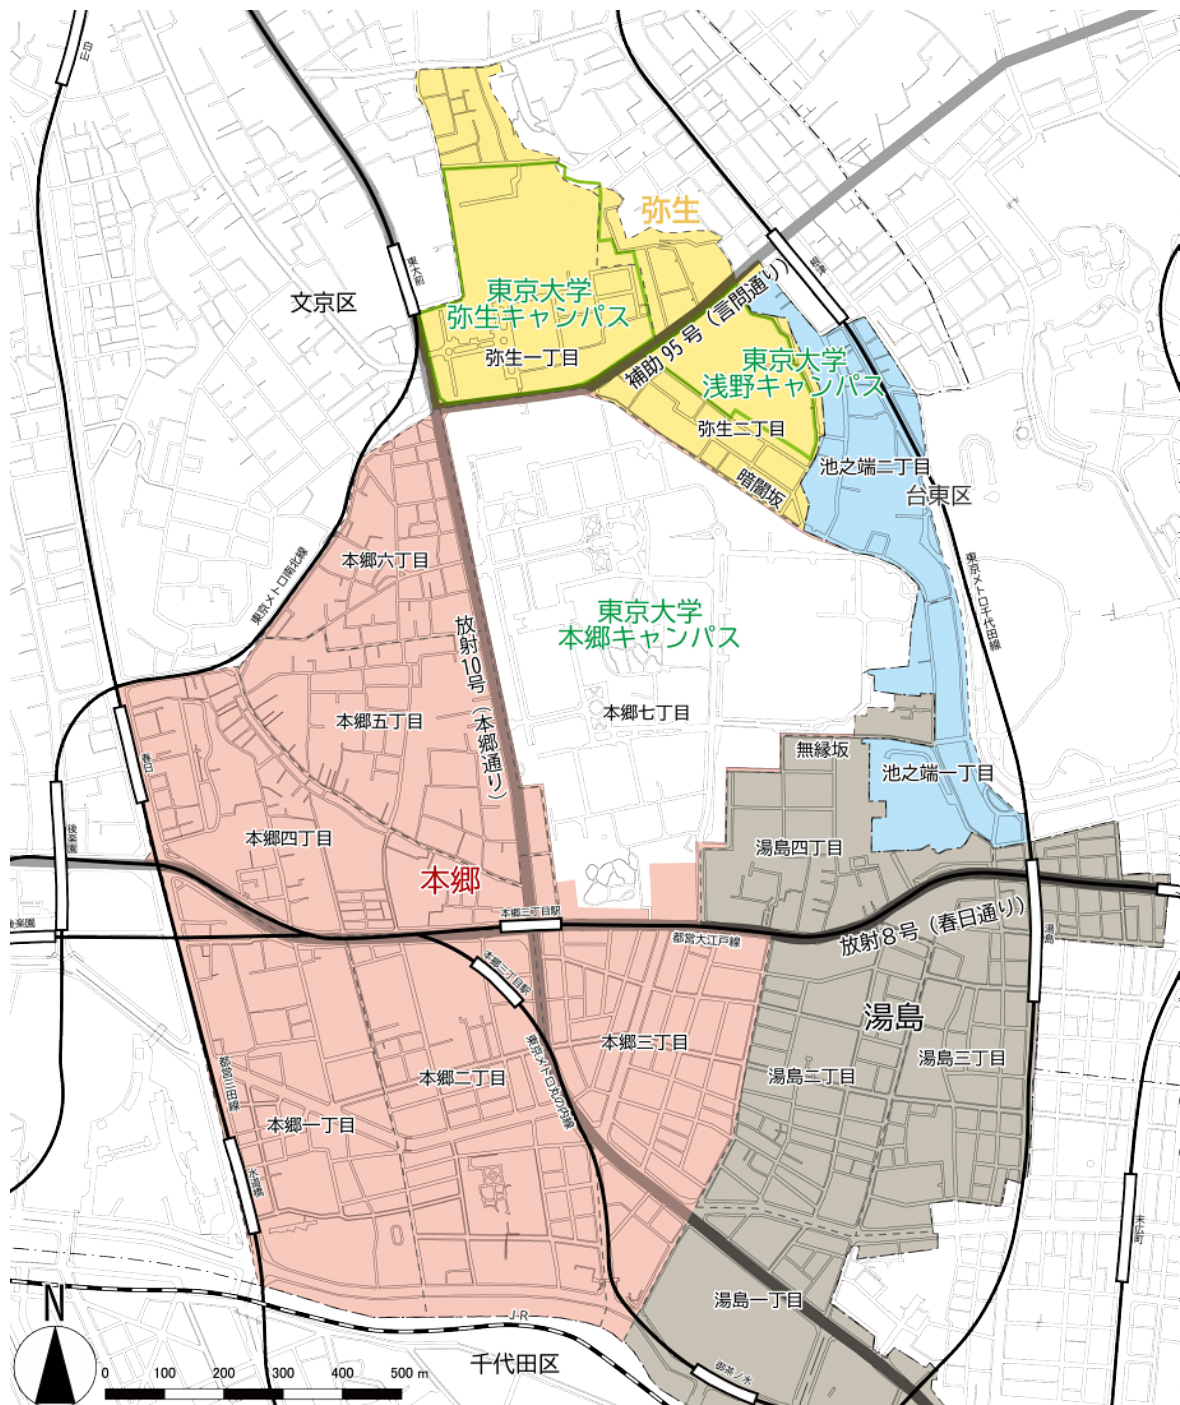 白山
弥生
東大前
根津
文京区
東京大学
弥生キャンパス
弥生一丁目
補助95号(言問通り)
東京大学
浅野キャンパス
弥生二丁目
池之端二丁目
暗闇坂
台東区
本郷六丁目
東京メトロ南北線
東京メトロ千代田線
東京大学
本郷キャンパス
放射10号(本郷通り)
本郷五丁目
本郷七丁目
無縁坂
春日
池之端一丁目
後楽園
本郷四丁目
湯島四丁目
本郷
本郷三丁目駅
後楽園
都営大江戸線
放射8号(春日通り)
湯島
本郷三丁目駅
湯島
本郷三丁目
湯島三丁目
東京メトロ丸の内線
本郷二丁目
湯島二丁目
都営三田線
本郷一丁目
水道橋
末広町
湯島一丁目
JR
N
千代田区
御茶ノ水
0 100 200 300 400 500 m